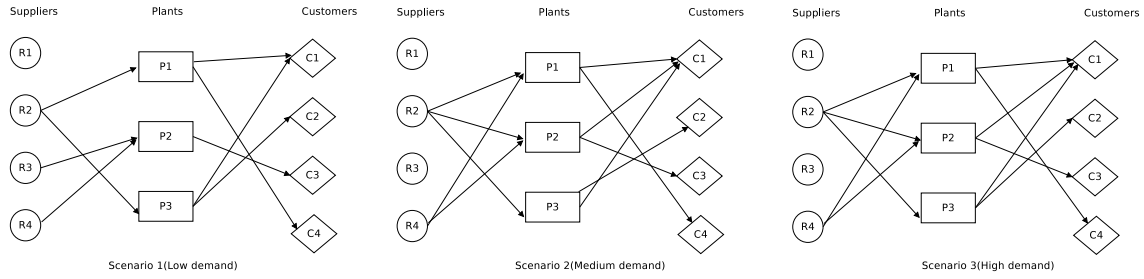 Suppliers Plants Customers
R1 P1 C1
R2 P2 C2
R3 P3 C3
R4 C4
Scenario 1(Low demand)
Suppliers Plants Customers
R1 P1 C1
R2 P2 C2
R3 P3 C3
R4 C4
Scenario 2(Medium demand)
Suppliers Plants Customers
R1 P1 C1
R2 P2 C2
R3 P3 C3
R4 C4
Scenario 3(High demand)